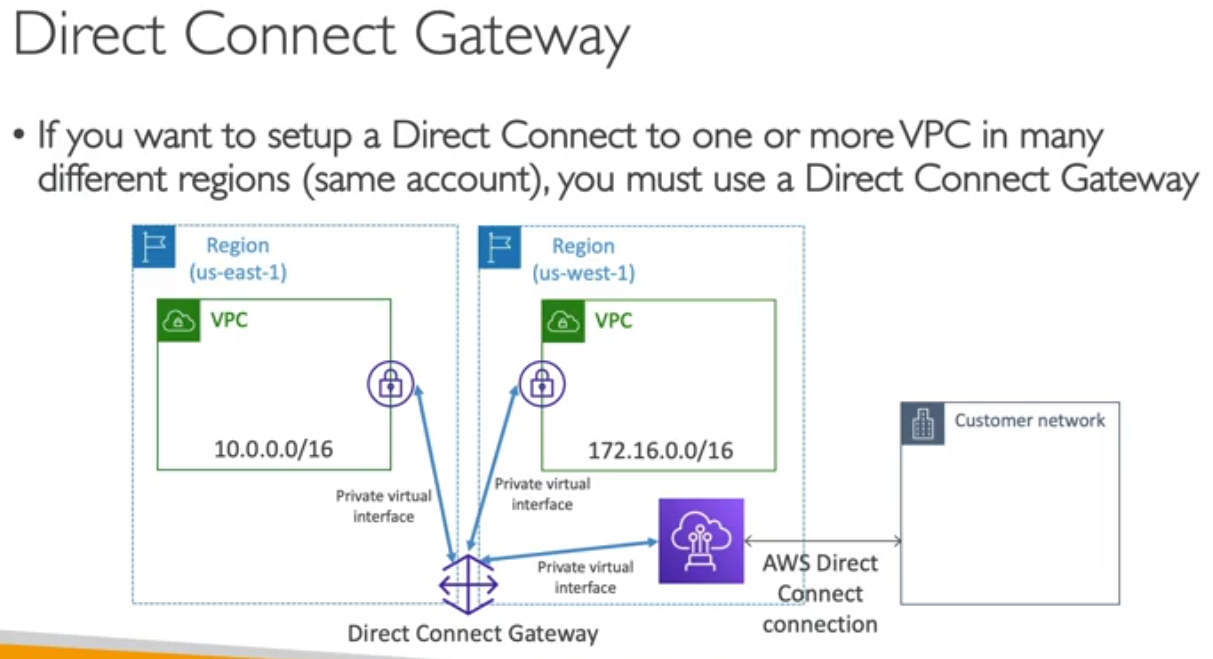 Direct Connect Gateway
• If you want to setup a Direct Connect to one or more VPC in many
different regions (same account), you must use a Direct Connect Gateway
Region
(us-east-1)
Region
(us-west-1)
VPC
VPC
10.0.0.0/16
172.16.0.0/16
Customer network
Private virtual
interface
Private virtual
interface
Private virtual
interface
AWS Direct
Connect
connection
Direct Connect Gateway